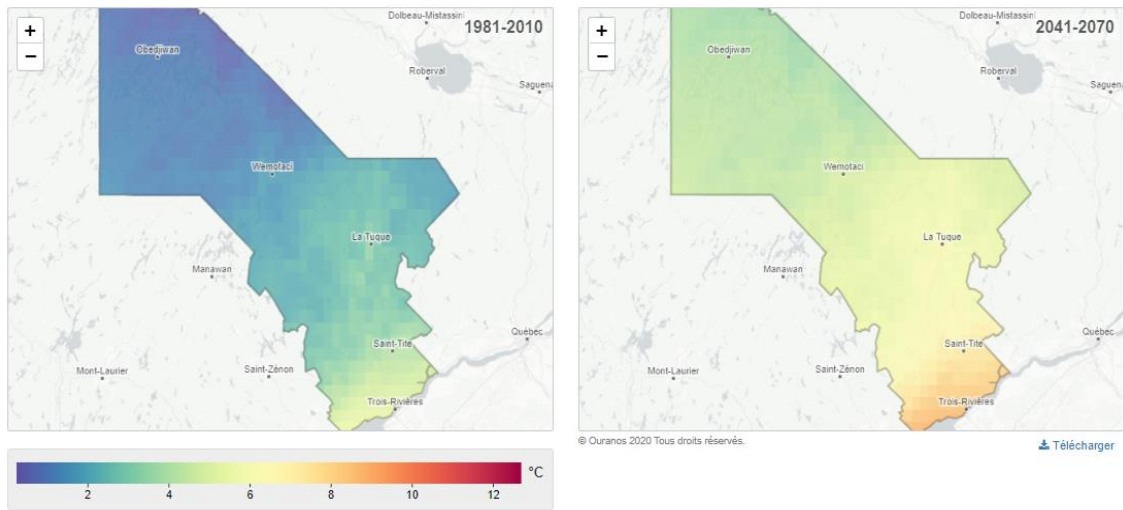 +
−
1981-2010
Dolbeau-Mistassini
Obedjiwan
Roberval
Saguena
Wemotaci
La Tuque
Manawan
Québec
Saint-Tite
Mont-Laurier
Saint-Zénon
Trois-Rivières
+
−
2041-2070
Dolbeau-Mistassini
Obedjiwan
Roberval
Saguena
Wemotaci
La Tuque
Manawan
Québec
Saint-Tite
Mont-Laurier
Saint-Zénon
Trois-Rivières
© Ouranos 2020 Tous droits réservés.
Télécharger
°C
2 4 6 8 10 12